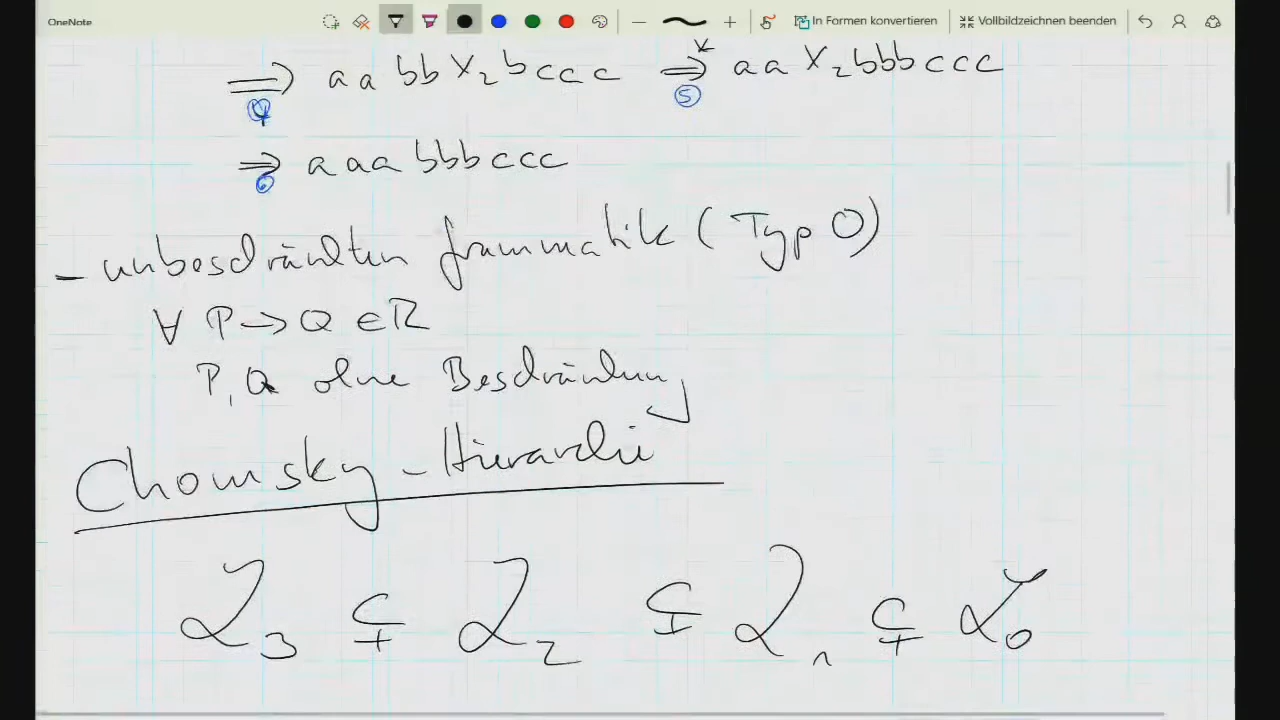 OneNote In Formen konvertieren Vollbildzeichnen beenden
⇒ aabbX₂bccc ⇒* aaX₂bbbccc
④ ⑤
⇒ aaabbbccc
⑥
- unbeschränkten Grammatik (Typ 0)
∀ P → Q ∈ R
P, Q ohne Beschränkung
Chomsky-Hierarchie
ℒ₃ ⊊ ℒ₂ ⊊ ℒ₁ ⊊ ℒ₀